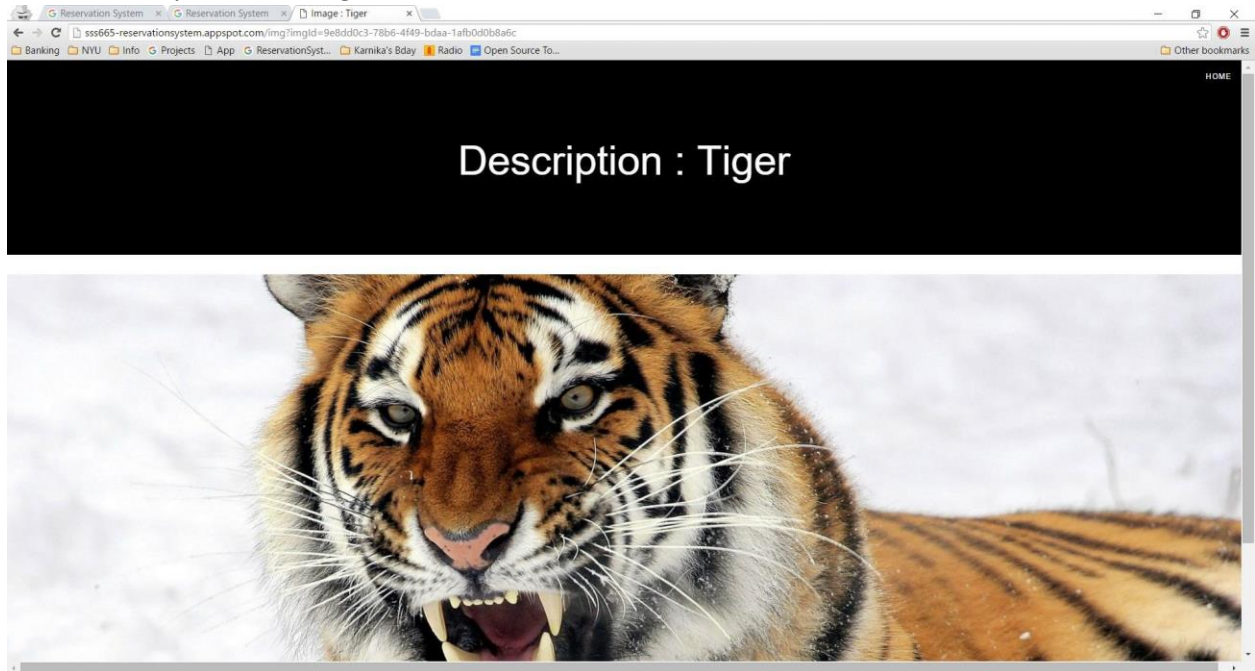 Reservation System
Reservation System
Image : Tiger
sss665-reservationsystem.appspot.com/img?imgId=9e8dd0c3-78b6-4f49-bdaa-1afb0d0b8a6c
Banking NYU Info Projects App ReservationSyst... Karnika's Bday Radio Open Source To... Other bookmarks
HOME
Description : Tiger